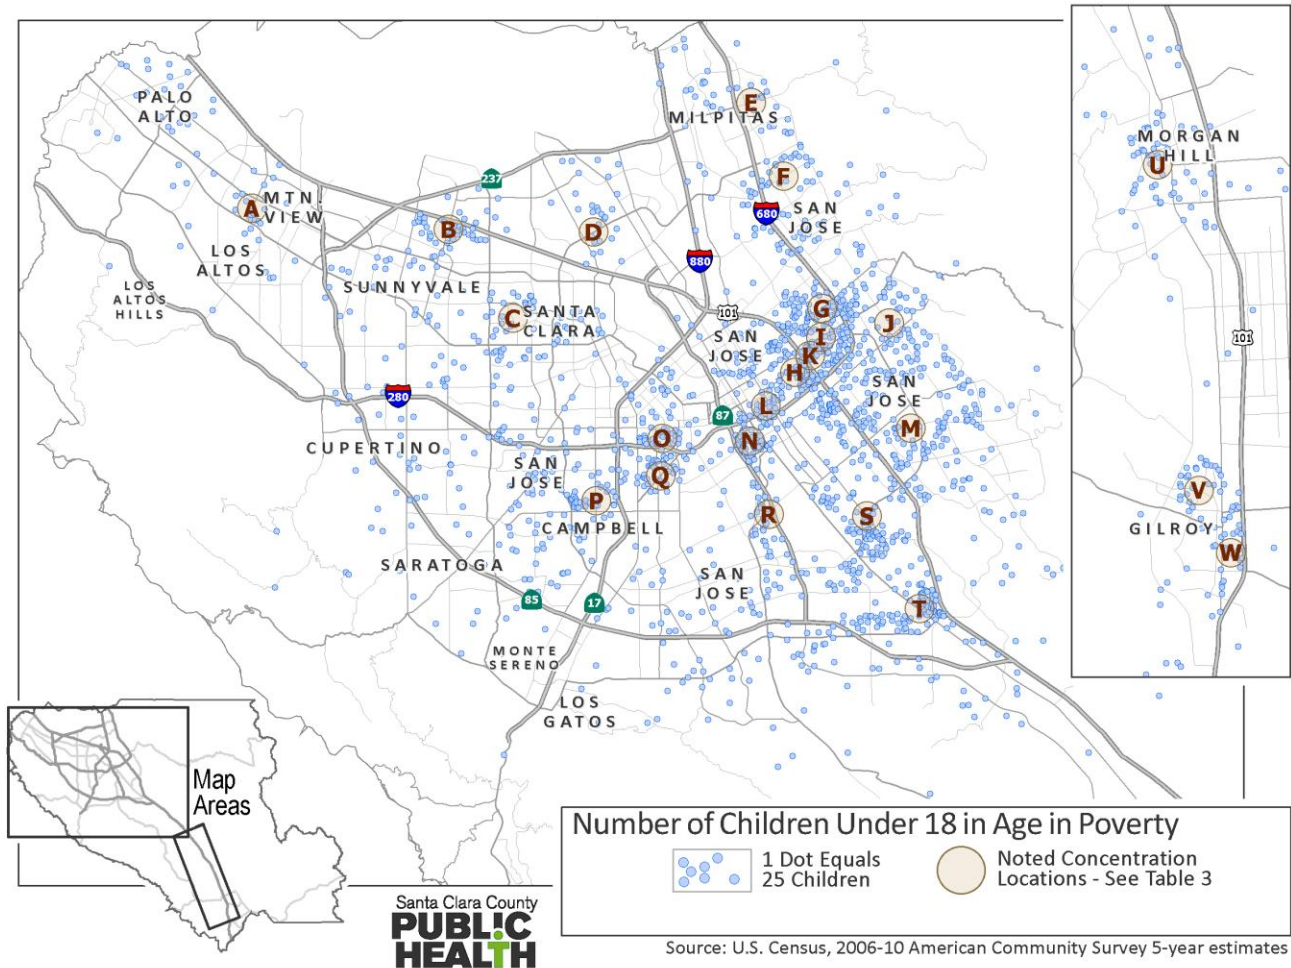 PALO
ALTO
E
MILPITAS
MORGAN
HILL
U
237
F
A
MTN.
VIEW
680
SAN
JOSE
B
D
LOS
ALTOS
880
LOS
ALTOS
HILLS
SUNNYVALE
C
SANTA
CLARA
101
G
J
I
SAN
JOSE
K
H
101
280
SAN
JOSE
L
87
M
CUPERTINO
O
N
SAN
JOSE
Q
P
V
CAMPBELL
R
S
GILROY
W
SARATOGA
SAN
JOSE
85
17
T
MONTE
SERENO
LOS
GATOS
Map
Areas
Number of Children Under 18 in Age in Poverty
1 Dot Equals
25 Children
Noted Concentration
Locations - See Table 3
Santa Clara County
PUBLIC
HEALTH
Source: U.S. Census, 2006-10 American Community Survey 5-year estimates